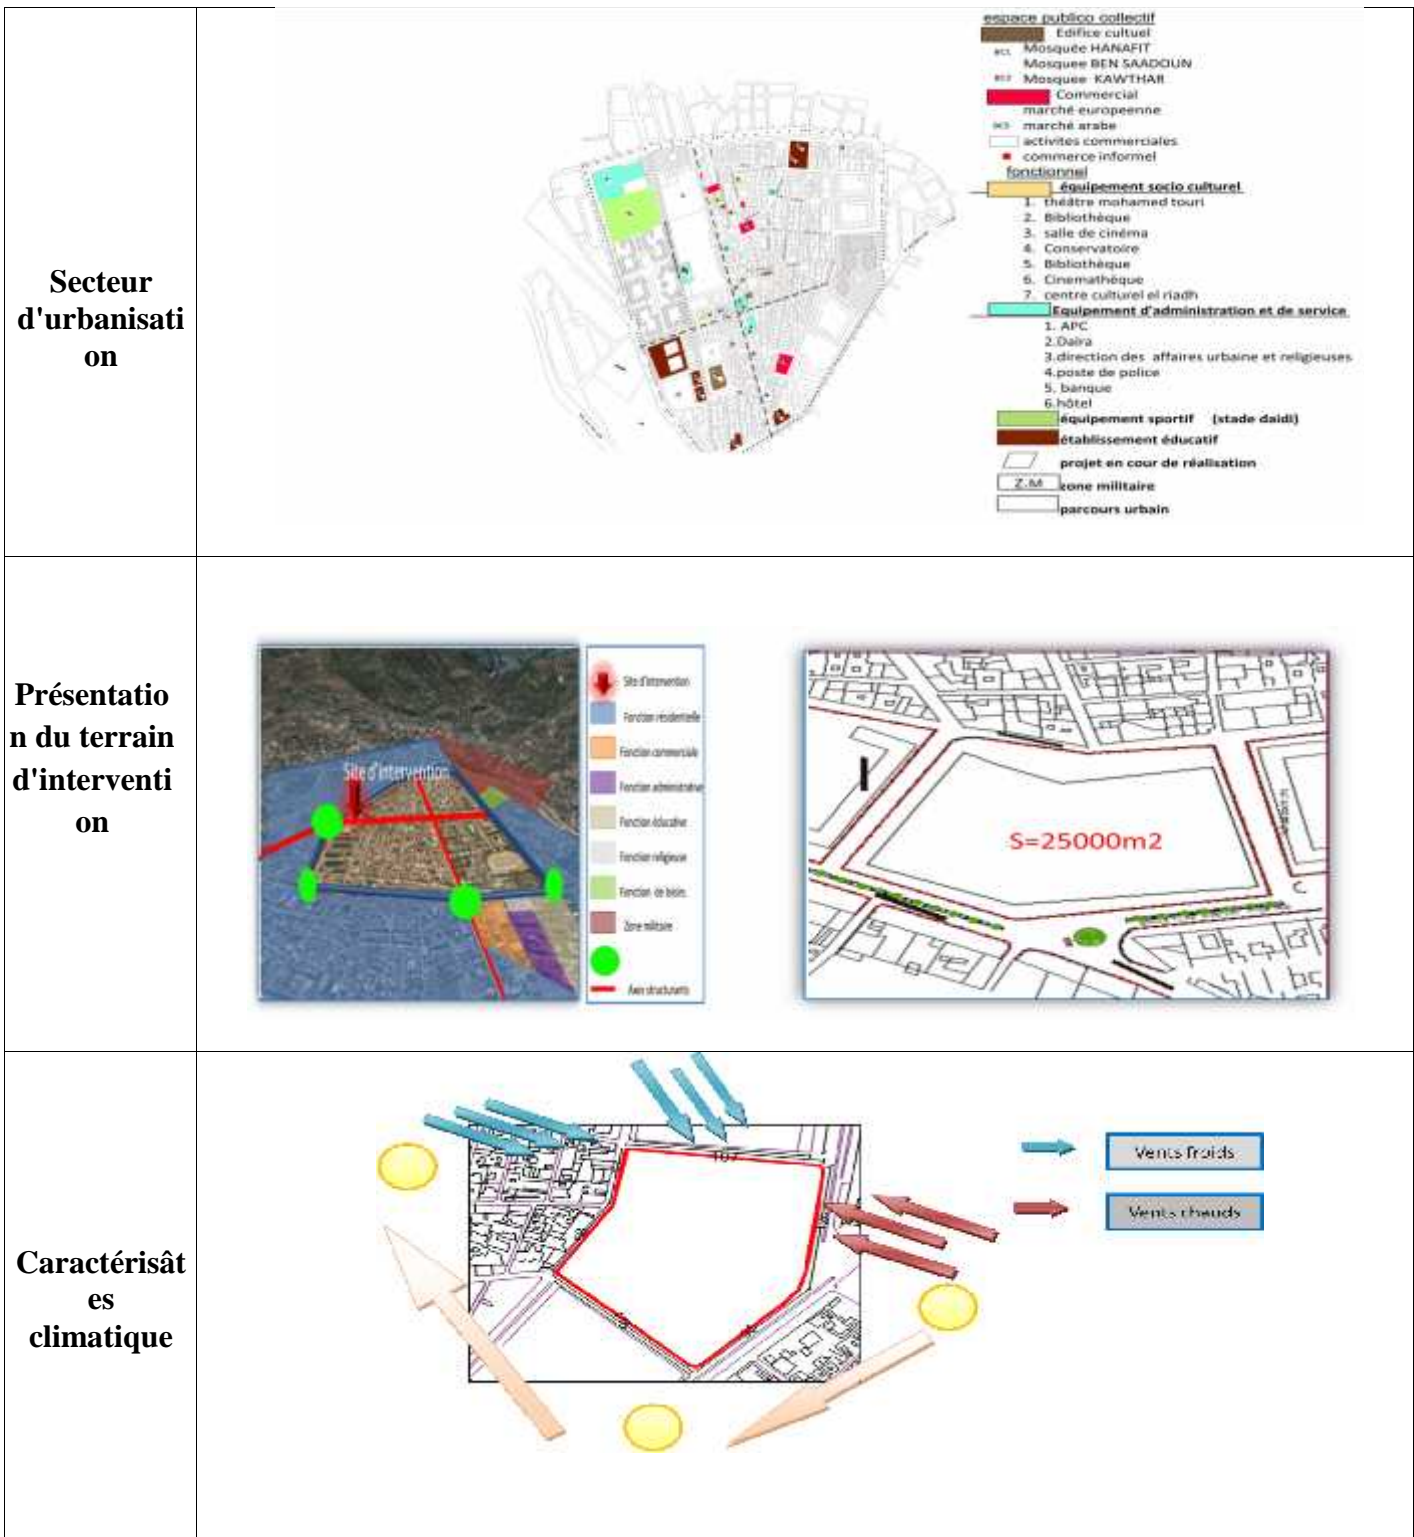 Secteur
d'urbanisati
on
espace publico collectif
Edifice cultuel
Mosquée HANAFIT
Mosquee BEN SAADOUN
Mosquee KAWTHAR
Commercial
marché europeenne
marché arabe
activites commerciales
commerce informel
fonctionnel
équipement socio culturel
1. théâtre mohamed touri
2. Bibliothèque
3. salle de cinéma
4. Conservatoire
5. Bibliothèque
6. Cinemathèque
7. centre culturel el riadh
Equipement d'administration et de service
1. APC
2.Daira
3.direction des affaires urbaine et religieuses
4.poste de police
5. banque
6.hôtel
équipement sportif (stade daidi)
établissement éducatif
projet en cour de réalisation
Z.M zone militaire
parcours urbain
Présentatio
n du terrain
d'interventi
on
Site d'intervention
Site d'intervention
Fonction résidentielle
Fonction commerciale
Fonction administrative
Fonction éducative
Fonction religieuse
Fonction de loisirs
Zone militaire
Axes structurants
S=25000m2
Caractérisât
es
climatique
107
Vents froids
Vents chauds